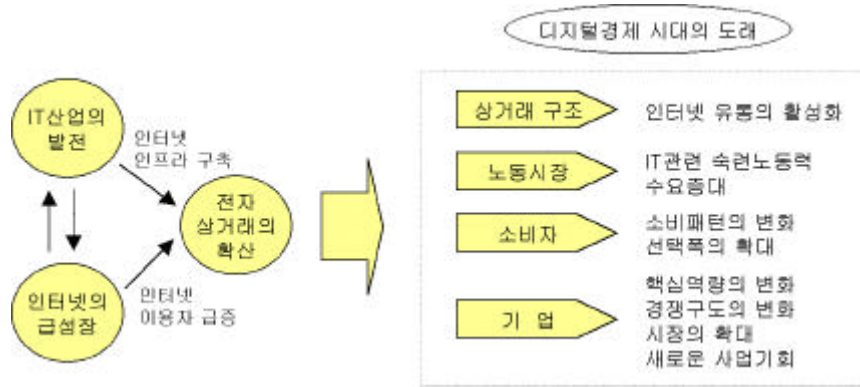 디지털경제 시대의 도래
IT산업의
발전
인터넷
인프라 구축
전자
상거래의
확산
인터넷의
급성장
인터넷
이용자 급증
상거래 구조
인터넷 유통의 활성화
노동시장
IT관련 숙련노동력
수요증대
소비자
소비패턴의 변화
선택폭의 확대
기 업
핵심역량의 변화
경쟁구도의 변화
시장의 확대
새로운 사업기회